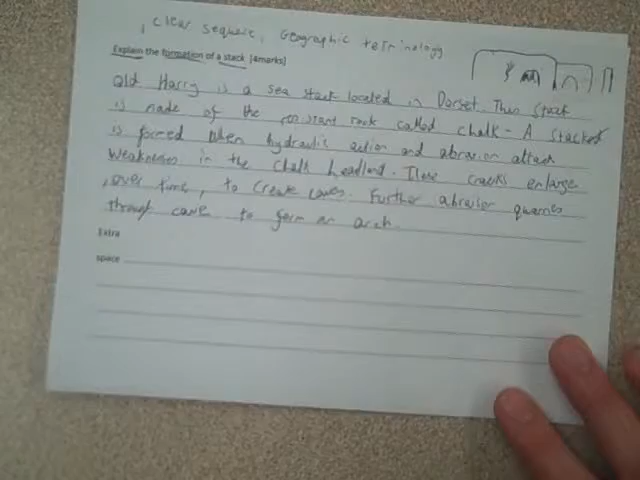 , clear sequence, Geographic terminology
Explain the formation of a stack [4marks]
Old Harry is a sea stack located in Dorset. This stack
is made of the resistant rock called chalk - A stacked
is formed when hydraulic action and abrasion attack
weaknesses in the chalk headland. These cracks enlarge
, over time, to create caves. Further abrasion
through cave to form an arch.
Extra
space